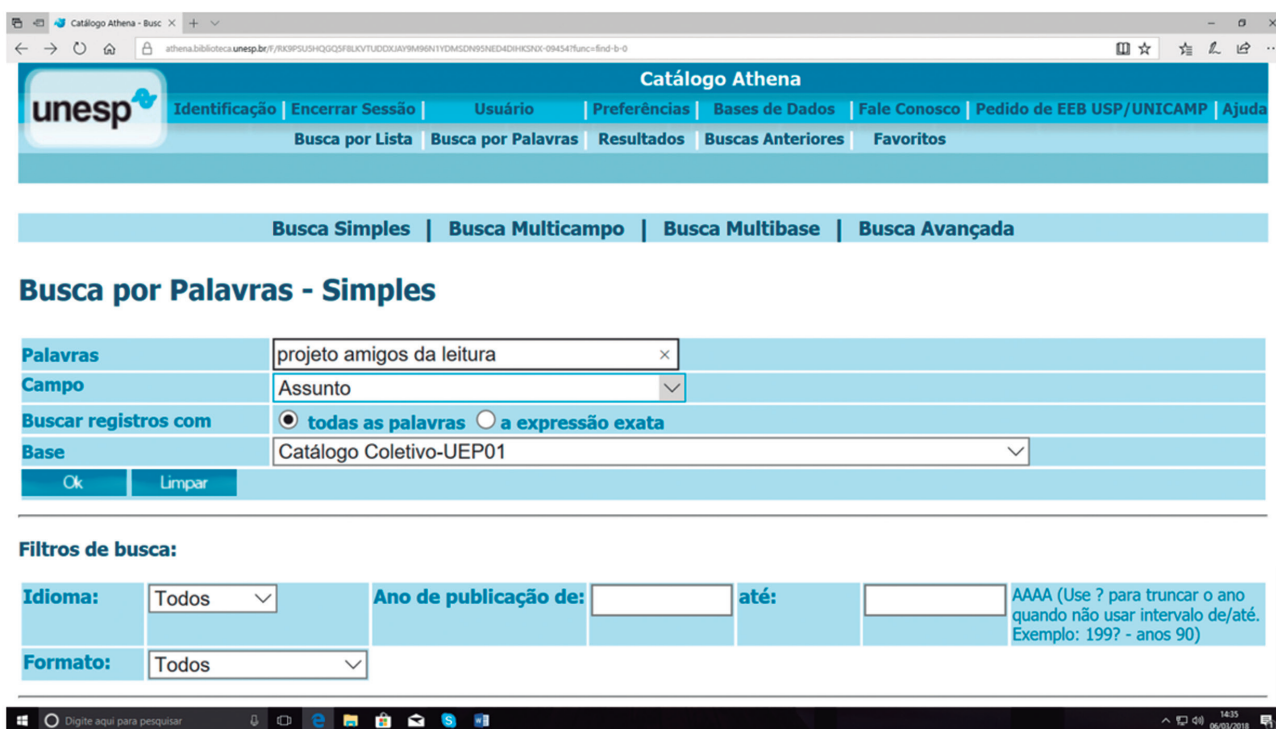 Catálogo Athena - Busc
athena.biblioteca.unesp.br/F/RK9PSU5HQGQ5F8LKVTUDDXJAY9M96N1YDMSDN95NED4DIHKSNX-09454?func=find-b-0
Catálogo Athena
unesp
Identificação | Encerrar Sessão | Usuário | Preferências | Bases de Dados | Fale Conosco | Pedido de EEB USP/UNICAMP | Ajuda
Busca por Lista | Busca por Palavras | Resultados | Buscas Anteriores | Favoritos
Busca Simples | Busca Multicampo | Busca Multibase | Busca Avançada
Busca por Palavras - Simples
Palavras projeto amigos da leitura
Campo Assunto
Buscar registros com todas as palavras a expressão exata
Base Catálogo Coletivo-UEP01
Ok Limpar
Filtros de busca:
Idioma: Todos Ano de publicação de: até: AAAA (Use ? para truncar o ano
quando não usar intervalo de/até.
Exemplo: 199? - anos 90)
Formato: Todos
Digite aqui para pesquisar
14:35
06/03/2018